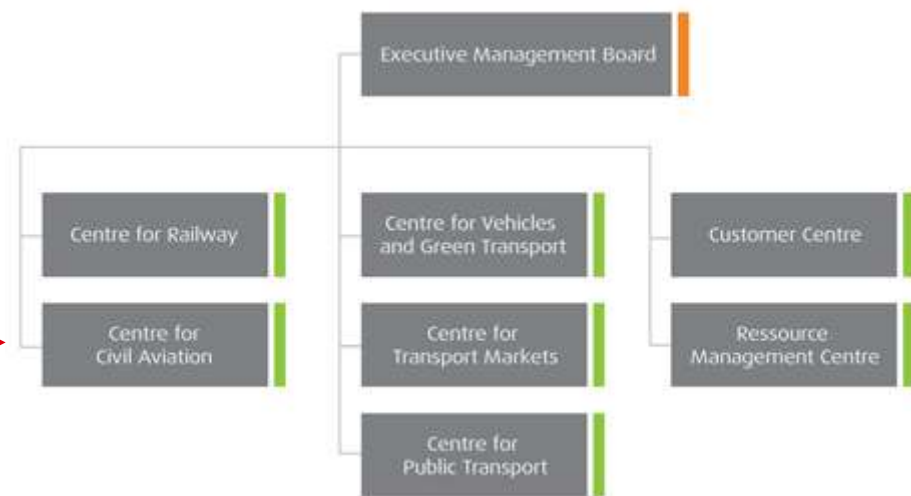 Executive Management Board
Centre for Railway
Centre for Vehicles
and Green Transport
Customer Centre
Centre for
Civil Aviation
Centre for
Transport Markets
Ressource
Management Centre
Centre for
Public Transport